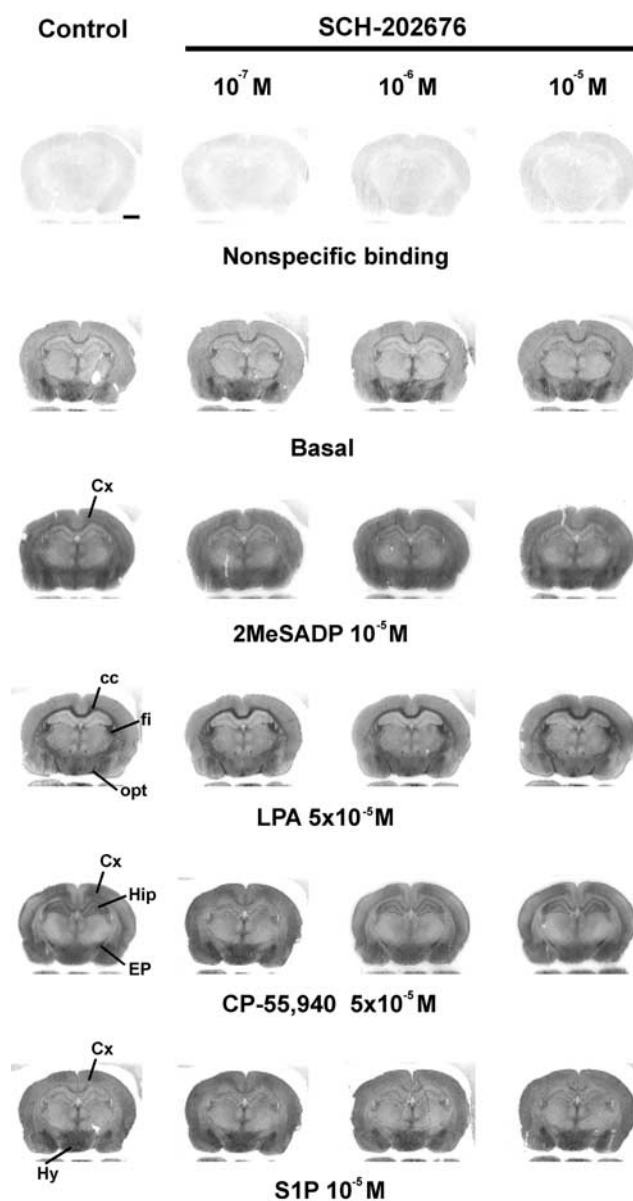 Control SCH-202676
10⁻⁷ M 10⁻⁶ M 10⁻⁵ M
Nonspecific binding
Basal
Cx
2MeSADP 10⁻⁵ M
cc
fi
opt
LPA 5x10⁻⁵ M
Cx
Hip
EP
CP-55,940 5x10⁻⁵ M
Cx
Hy
S1P 10⁻⁵ M